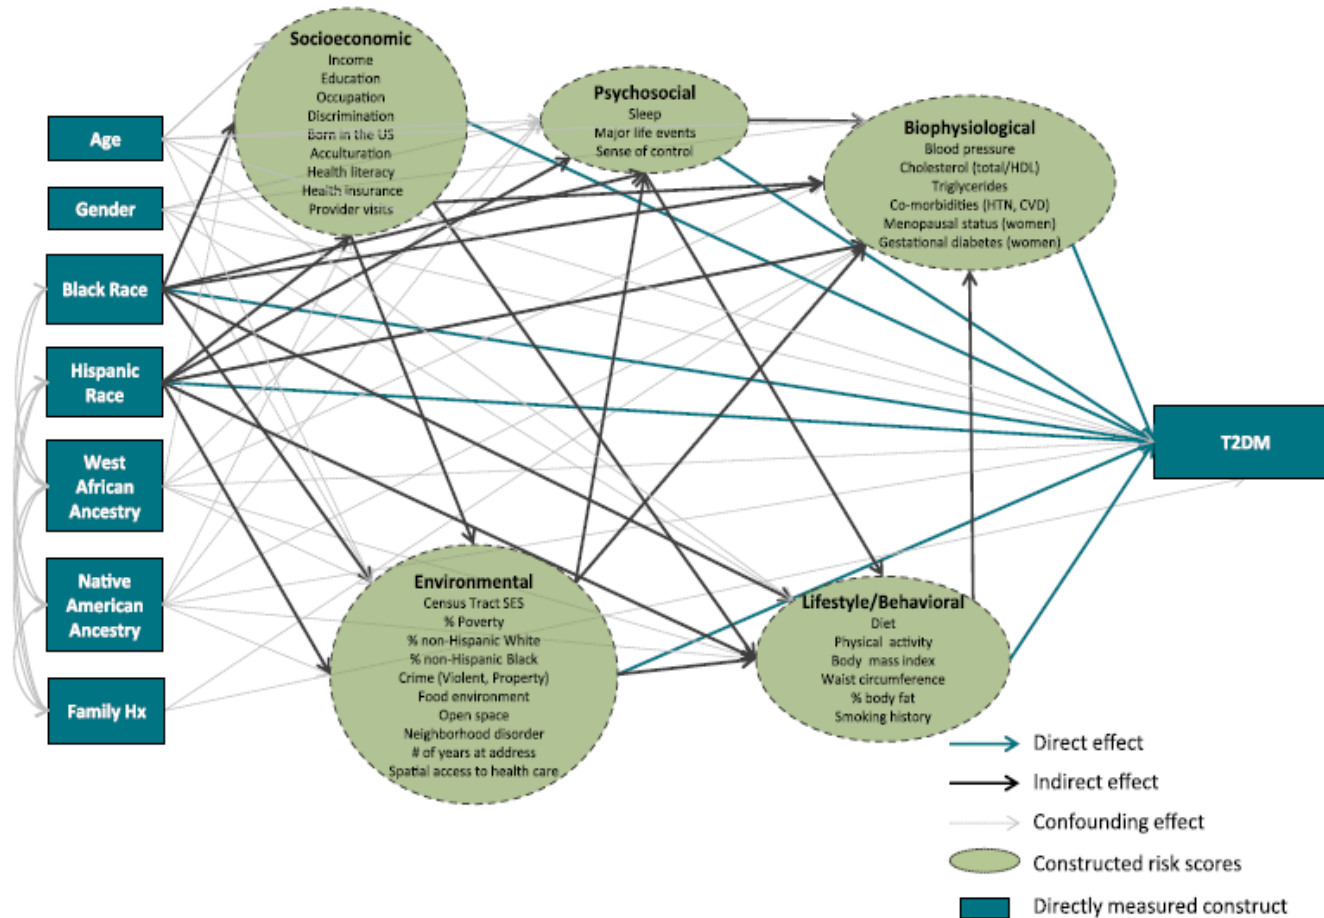 Socioeconomic
Income
Education
Occupation
Discrimination
Born in the US
Acculturation
Health literacy
Health insurance
Provider visits
Psychosocial
Sleep
Major life events
Sense of control
Biophysiological
Blood pressure
Cholesterol (total/HDL)
Triglycerides
Co-morbidities (HTN, CVD)
Menopausal status (women)
Gestational diabetes (women)
Age
Gender
Black Race
Hispanic
Race
West
African
Ancestry
Native
American
Ancestry
Family Hx
T2DM
Environmental
Census Tract SES
% Poverty
% non-Hispanic White
% non-Hispanic Black
Crime (Violent, Property)
Food environment
Open space
Neighborhood disorder
# of years at address
Spatial access to health care
Lifestyle/Behavioral
Diet
Physical activity
Body mass index
Waist circumference
% body fat
Smoking history
Direct effect
Indirect effect
Confounding effect
Constructed risk scores
Directly measured construct